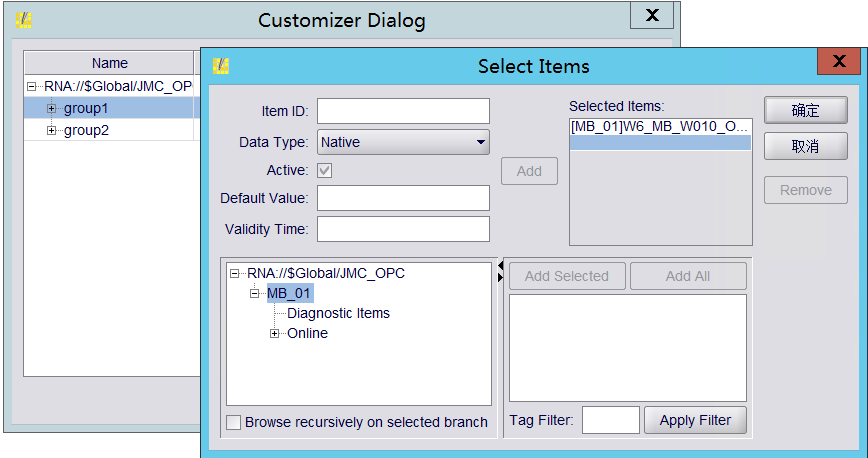 Customizer Dialog
X
Name
RNA://$Global/JMC_OP
group1
group2
Select Items
X
Item ID:
Data Type: Native
Active:
Default Value:
Validity Time:
Add
Selected Items:
[MB_01]W6_MB_W010_O...
确定
取消
Remove
RNA://$Global/JMC_OPC
MB_01
Diagnostic Items
Online
Browse recursively on selected branch
Add Selected
Add All
Tag Filter:
Apply Filter